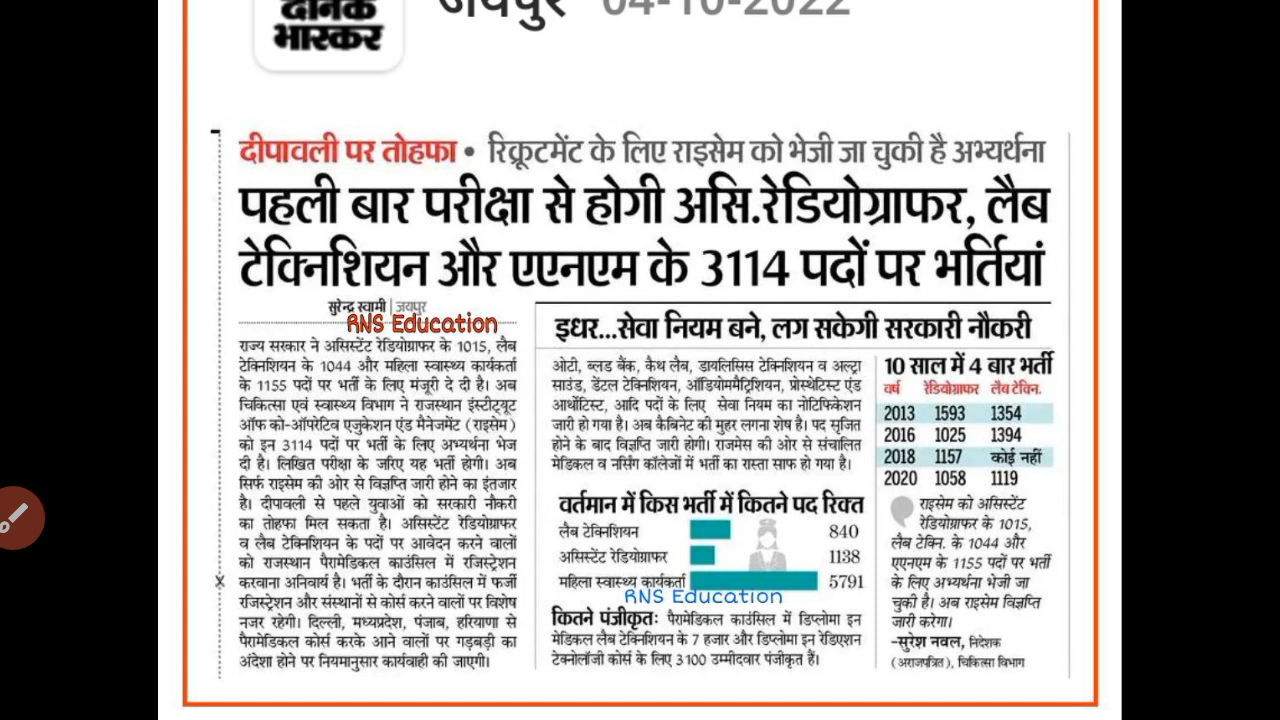 दैनिक
भास्कर
जयपुर 04-10-2022
दीपावली पर तोहफा • रिक्रूटमेंट के लिए राइसेम को भेजी जा चुकी है अभ्यर्थना
पहली बार परीक्षा से होगी असि.रेडियोग्राफर, लैब
टेक्निशियन और एएनएम के 3114 पदों पर भर्तियां
सुरेन्द्र स्वामी | जयपुर
RNS Education
राज्य सरकार ने असिस्टेंट रेडियोग्राफर के 1015, लैब
टेक्निशियन के 1044 और महिला स्वास्थ्य कार्यकर्ता
के 1155 पदों पर भर्ती के लिए मंजूरी दे दी है। अब
चिकित्सा एवं स्वास्थ्य विभाग ने राजस्थान इंस्टीट्यूट
ऑफ को-ऑपरेटिव एजुकेशन एंड मैनेजमेंट (राइसेम)
को इन 3114 पदों पर भर्ती के लिए अभ्यर्थना भेज
दी है। लिखित परीक्षा के जरिए यह भर्ती होगी। अब
सिर्फ राइसेम की ओर से विज्ञप्ति जारी होने का इंतजार
है। दीपावली से पहले युवाओं को सरकारी नौकरी
का तोहफा मिल सकता है। असिस्टेंट रेडियोग्राफर
व लैब टेक्निशियन के पदों पर आवेदन करने वालों
को राजस्थान पैरामेडिकल काउंसिल में रजिस्ट्रेशन
करवाना अनिवार्य है। भर्ती के दौरान काउंसिल में फर्जी
रजिस्ट्रेशन और संस्थानों से कोर्स करने वालों पर विशेष
नजर रहेगी। दिल्ली, मध्यप्रदेश, पंजाब, हरियाणा से
पैरामेडिकल कोर्स करके आने वालों पर गड़बड़ी का
अंदेशा होने पर नियमानुसार कार्यवाही की जाएगी।
इधर...सेवा नियम बने, लग सकेगी सरकारी नौकरी
ओटी, ब्लड बैंक, कैथ लैब, डायलिसिस टेक्निशियन व अल्ट्रा
साउंड, डेंटल टेक्निशियन, ऑडियोममैट्रिशियन, प्रोस्थेटिस्ट एंड
आर्थोटिस्ट, आदि पदों के लिए सेवा नियम का नोटिफिकेशन
जारी हो गया है। अब कैबिनेट की मुहर लगना शेष है। पद सृजित
होने के बाद विज्ञप्ति जारी होगी। राजमेस की ओर से संचालित
मेडिकल व नर्सिंग कॉलेजों में भर्ती का रास्ता साफ हो गया है।
वर्तमान में किस भर्ती में कितने पद रिक्त
लैब टेक्निशियन 840
असिस्टेंट रेडियोग्राफर 1138
महिला स्वास्थ्य कार्यकर्ता 5791
RNS Education
कितने पंजीकृतः पैरामेडिकल काउंसिल में डिप्लोमा इन
मेडिकल लैब टेक्निशियन के 7 हजार और डिप्लोमा इन रेडिएशन
टेक्नोलॉजी कोर्स के लिए 3100 उम्मीदवार पंजीकृत हैं।
10 साल में 4 बार भर्ती
वर्ष रेडियोग्राफर लैब टेक्नि.
2013 1593 1354
2016 1025 1394
2018 1157 कोई नहीं
2020 1058 1119
राइसेम को असिस्टेंट
रेडियोग्राफर के 1015,
लैब टेक्नि. के 1044 और
एएनएम के 1155 पदों पर भर्ती
के लिए अभ्यर्थना भेजी जा
चुकी है। अब राइसेम विज्ञप्ति
जारी करेगा।
-सुरेश नवल, निदेशक
(अराजपत्रित), चिकित्सा विभाग